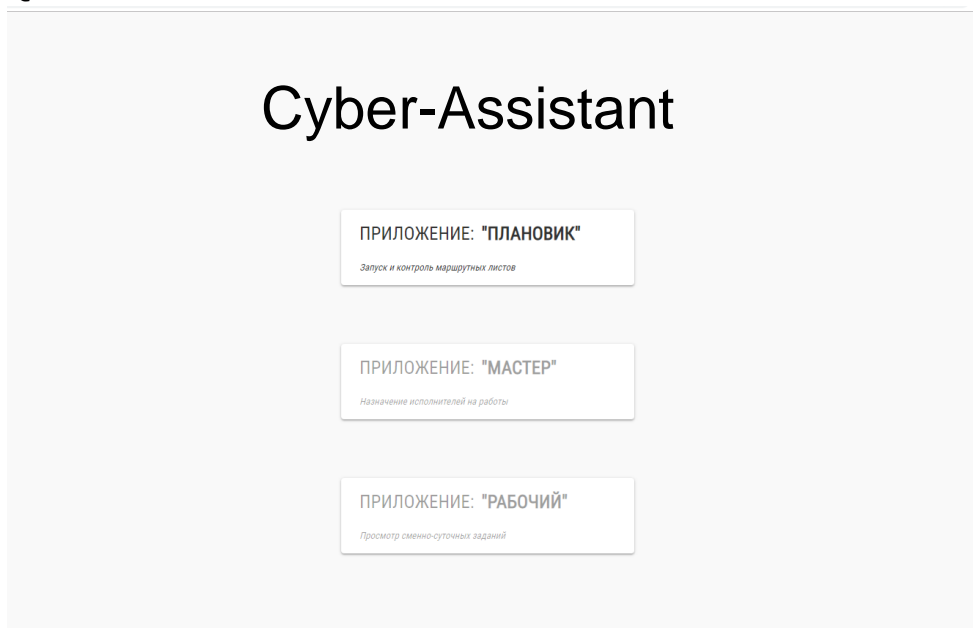 Cyber-Assistant
ПРИЛОЖЕНИЕ: "ПЛАНОВИК"
Запуск и контроль маршрутных листов
ПРИЛОЖЕНИЕ: "МАСТЕР"
Назначение исполнителей на работы
ПРИЛОЖЕНИЕ: "РАБОЧИЙ"
Просмотр сменно-суточных заданий